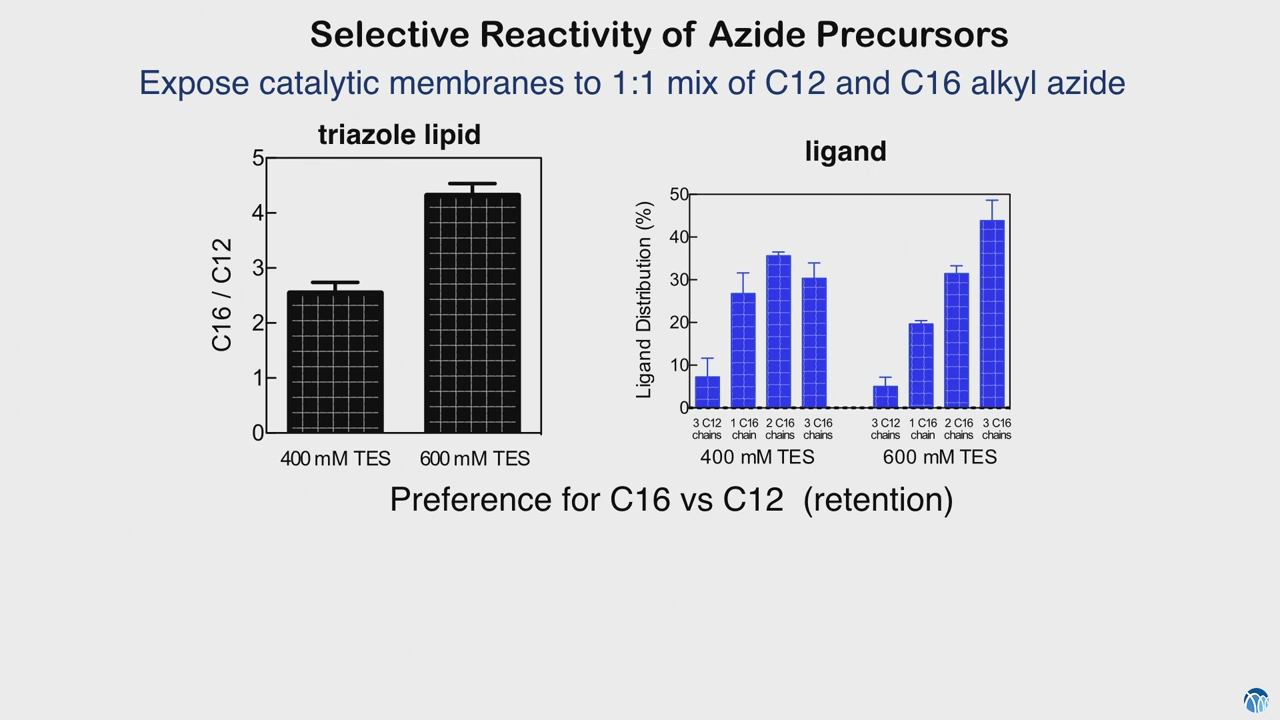 Selective Reactivity of Azide Precursors
Expose catalytic membranes to 1:1 mix of C12 and C16 alkyl azide
triazole lipid
C16 / C12
5
4
3
2
1
0
400 mM TES
600 mM TES
ligand
Ligand Distribution (%)
50
40
30
20
10
0
3 C12 chains
1 C16 chain
2 C16 chains
3 C16 chains
3 C12 chains
1 C16 chain
2 C16 chains
3 C16 chains
400 mM TES
600 mM TES
Preference for C16 vs C12 (retention)